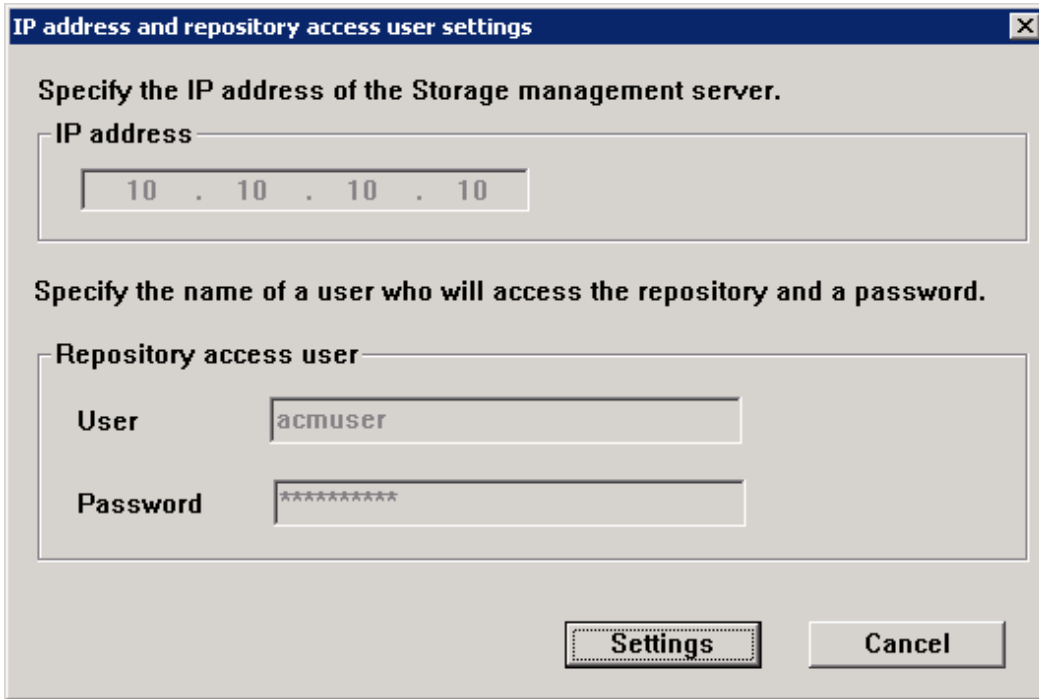 IP address and repository access user settings
Specify the IP address of the Storage management server.
IP address
10 . 10 . 10 . 10
Specify the name of a user who will access the repository and a password.
Repository access user
User acmuser
Password **********
Settings Cancel